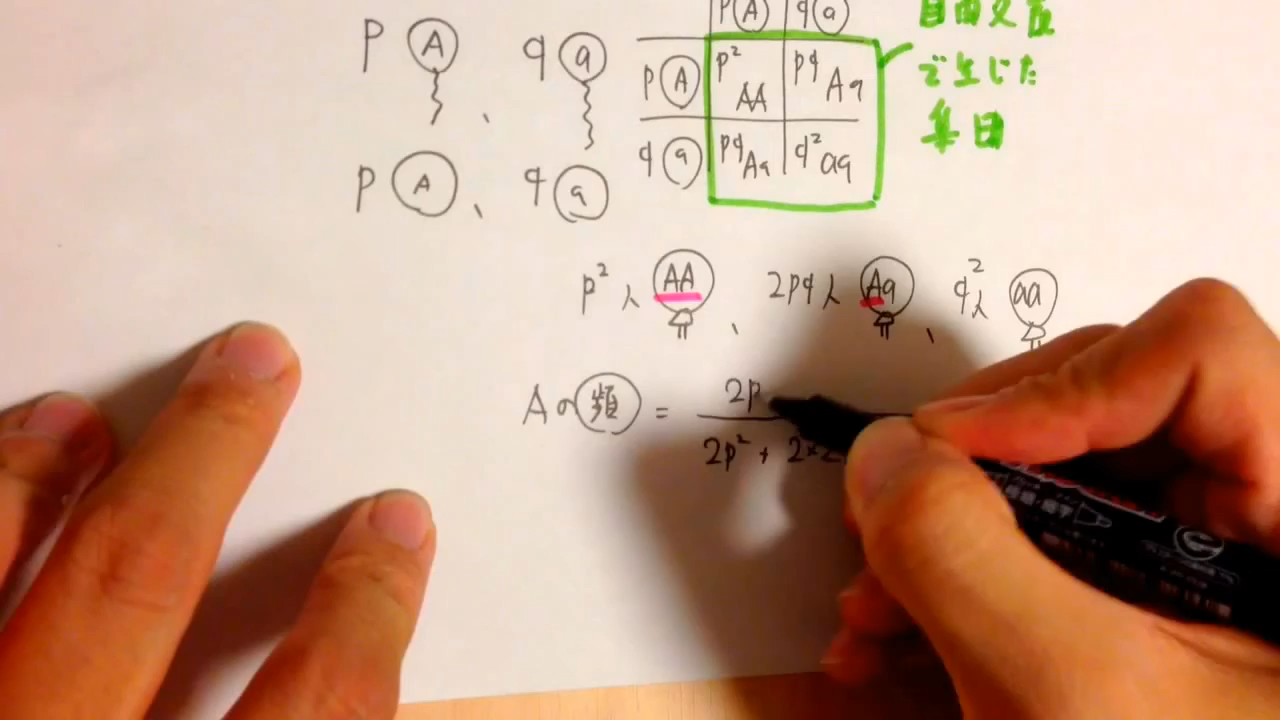 p(A) q(a)
p(A)、 q(a)
p(A) p² AA pq Aa
q(a) pq Aa q² aa
p(A)、 q(a)
自由交配
で生じた
集団
p²人 AA、 2pq人 Aa、 q²人 aa
Aの頻 = 2p
2p² + 2×2